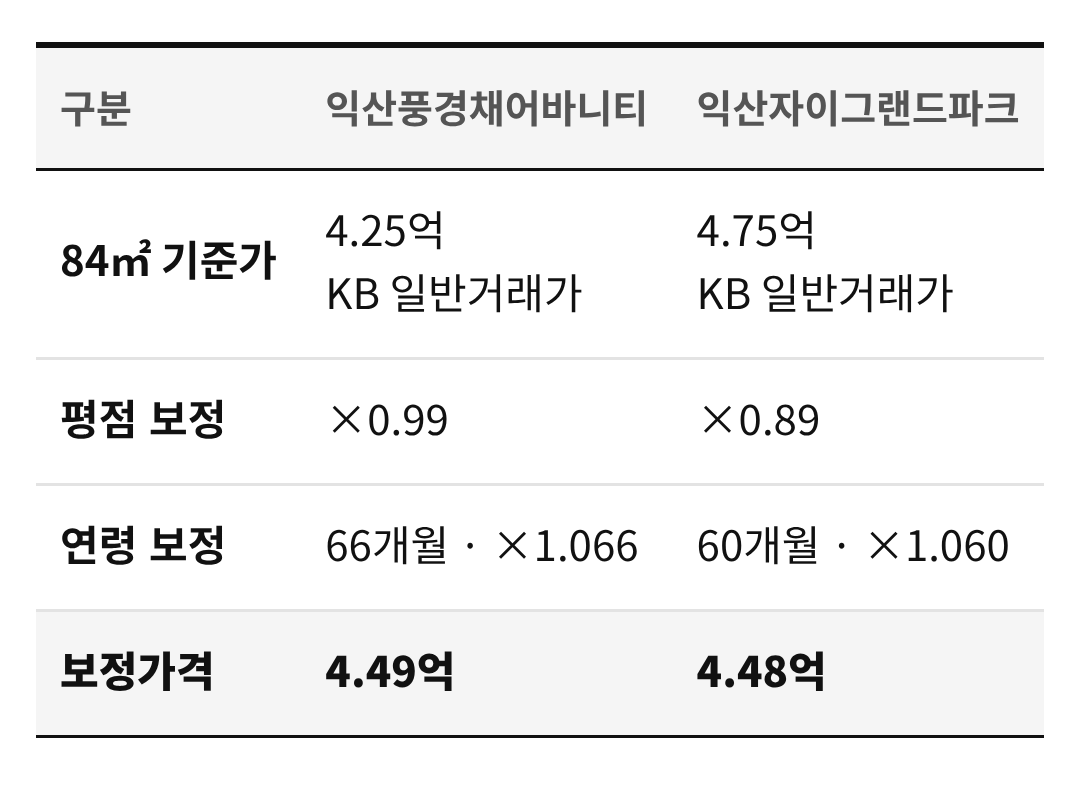 구분 익산풍경채어바니티 익산자이그랜드파크
84㎡ 기준가 4.25억 KB 일반거래가 4.75억 KB 일반거래가
평점 보정 ×0.99 ×0.89
연령 보정 66개월 · ×1.066 60개월 · ×1.060
보정가격 4.49억 4.48억